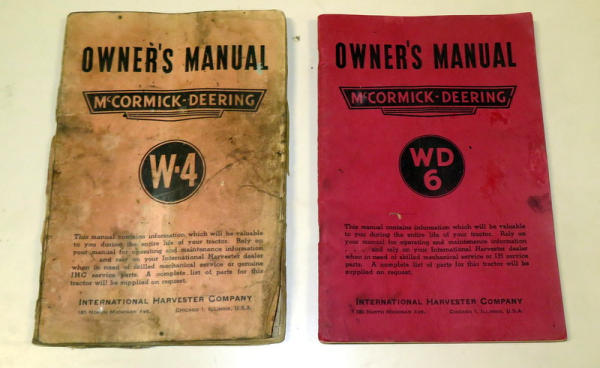 OWNER'S MANUAL
McCORMICK-DEERING
W-4
This manual contains information which will be valuable
to you during the entire life of your tractor. Rely on
your manual for operating and maintenance information
. . . . and rely on your International Harvester dealer
when in need of skilled mechanical service or genuine
IHC service parts. A complete list of parts for this
tractor will be supplied on request.
INTERNATIONAL HARVESTER COMPANY
180 NORTH MICHIGAN AVE. CHICAGO 1, ILLINOIS, U.S.A.
OWNER'S MANUAL
McCORMICK-DEERING
WD
6
This manual contains information which will be valuable
to you during the entire life of your tractor. Rely on
your manual for operating and maintenance information
. . . . and rely on your International Harvester dealer
when in need of skilled mechanical service or IH service
parts. A complete list of parts for this tractor will be
supplied on request.
INTERNATIONAL HARVESTER COMPANY
180 NORTH MICHIGAN AVE. CHICAGO 1, ILLINOIS, U.S.A.